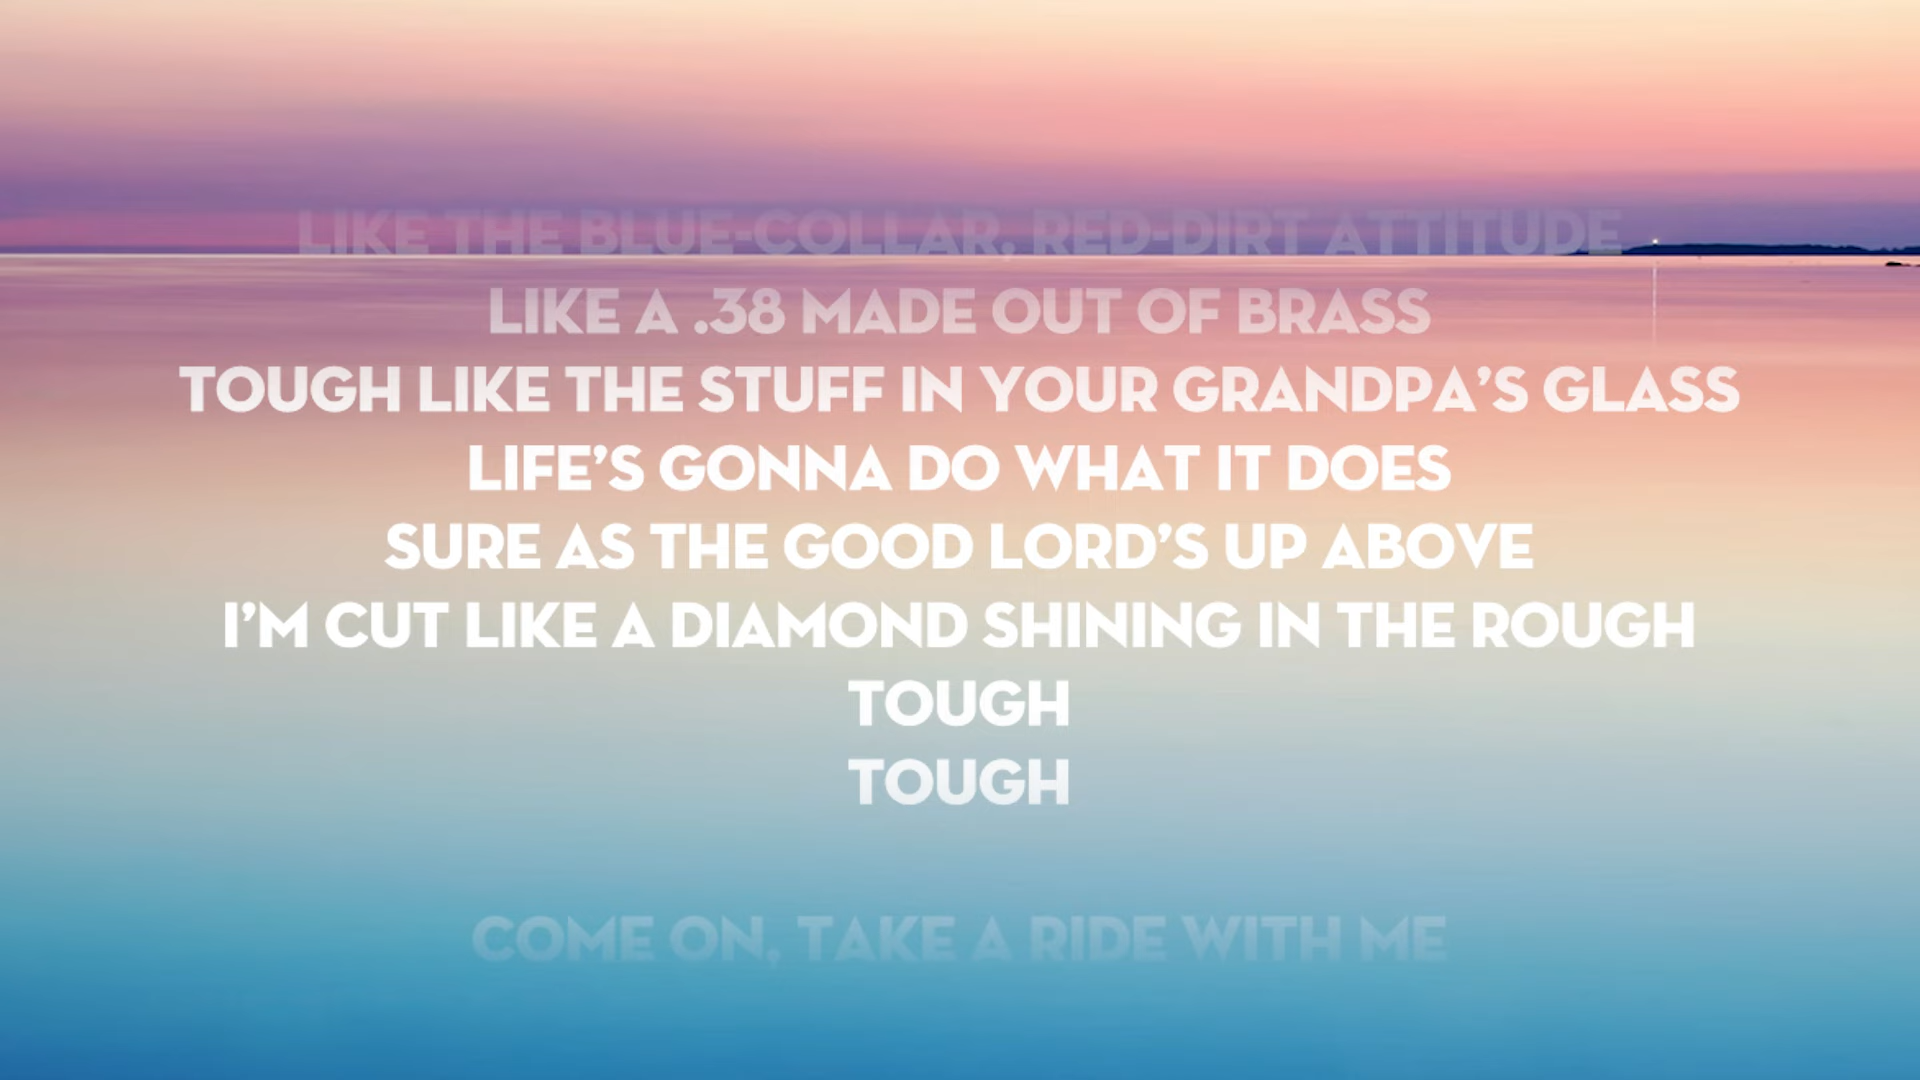 LIKE THE BLUE-COLLAR, RED-DIRT ATTITUDE
LIKE A .38 MADE OUT OF BRASS
TOUGH LIKE THE STUFF IN YOUR GRANDPA’S GLASS
LIFE’S GONNA DO WHAT IT DOES
SURE AS THE GOOD LORD’S UP ABOVE
I’M CUT LIKE A DIAMOND SHINING IN THE ROUGH
TOUGH
TOUGH
COME ON, TAKE A RIDE WITH ME